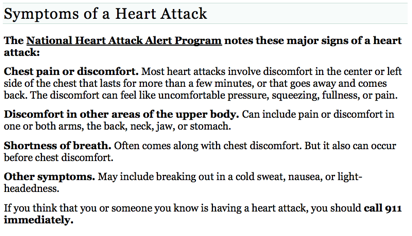 Symptoms of a Heart Attack
The National Heart Attack Alert Program notes these major signs of a heart
attack:
Chest pain or discomfort. Most heart attacks involve discomfort in the center or left
side of the chest that lasts for more than a few minutes, or that goes away and comes
back. The discomfort can feel like uncomfortable pressure, squeezing, fullness, or pain.
Discomfort in other areas of the upper body. Can include pain or discomfort in
one or both arms, the back, neck, jaw, or stomach.
Shortness of breath. Often comes along with chest discomfort. But it also can occur
before chest discomfort.
Other symptoms. May include breaking out in a cold sweat, nausea, or light-
headedness.
If you think that you or someone you know is having a heart attack, you should call 911
immediately.